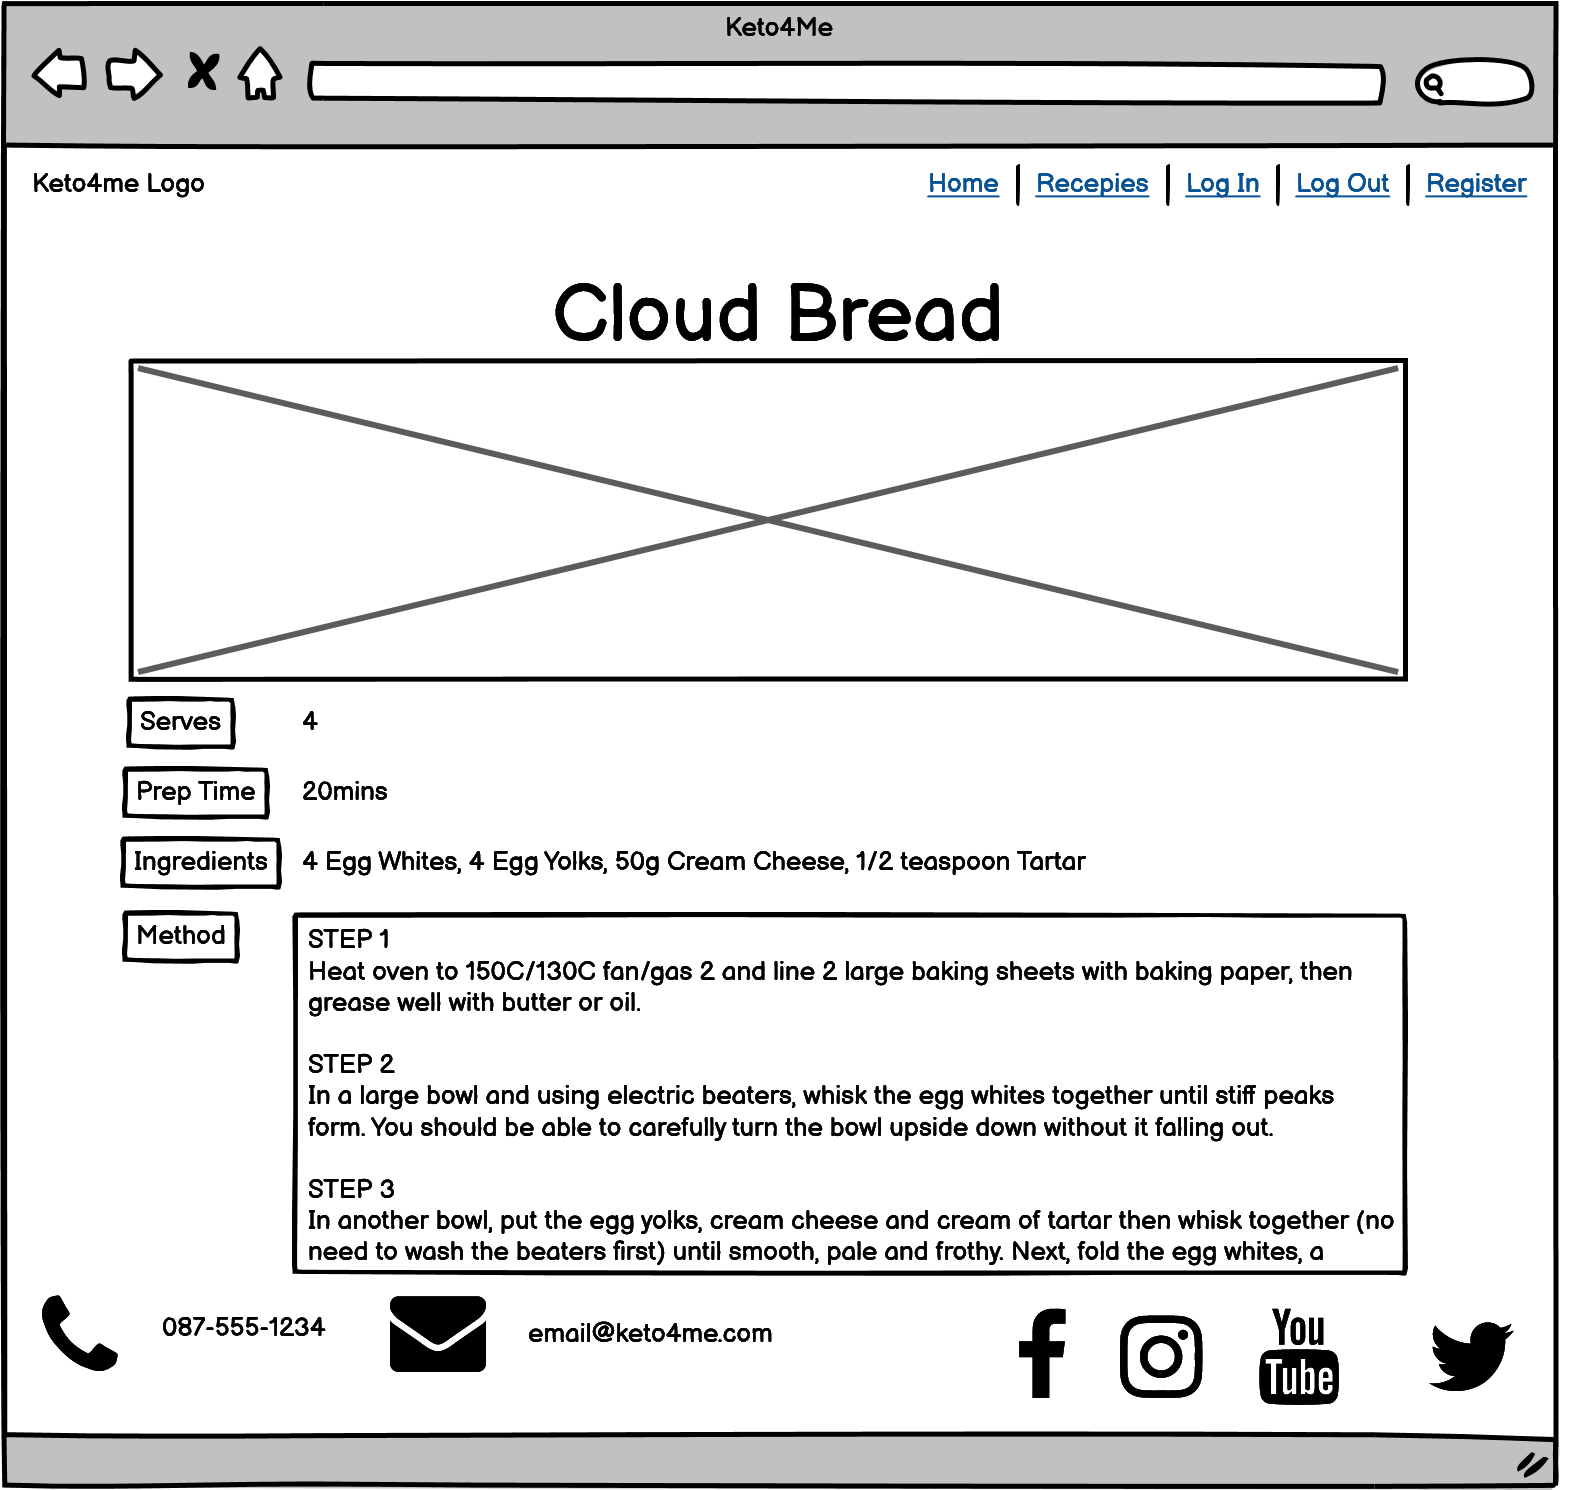 Keto4Me
Keto4me Logo
Home | Recepies | Log In | Log Out | Register
Cloud Bread
Serves 4
Prep Time 20mins
Ingredients 4 Egg Whites, 4 Egg Yolks, 50g Cream Cheese, 1/2 teaspoon Tartar
Method
STEP 1
Heat oven to 150C/130C fan/gas 2 and line 2 large baking sheets with baking paper, then
grease well with butter or oil.
STEP 2
In a large bowl and using electric beaters, whisk the egg whites together until stiff peaks
form. You should be able to carefully turn the bowl upside down without it falling out.
STEP 3
In another bowl, put the egg yolks, cream cheese and cream of tartar then whisk together (no
need to wash the beaters first) until smooth, pale and frothy. Next, fold the egg whites, a
087-555-1234
email@keto4me.com
You
Tube